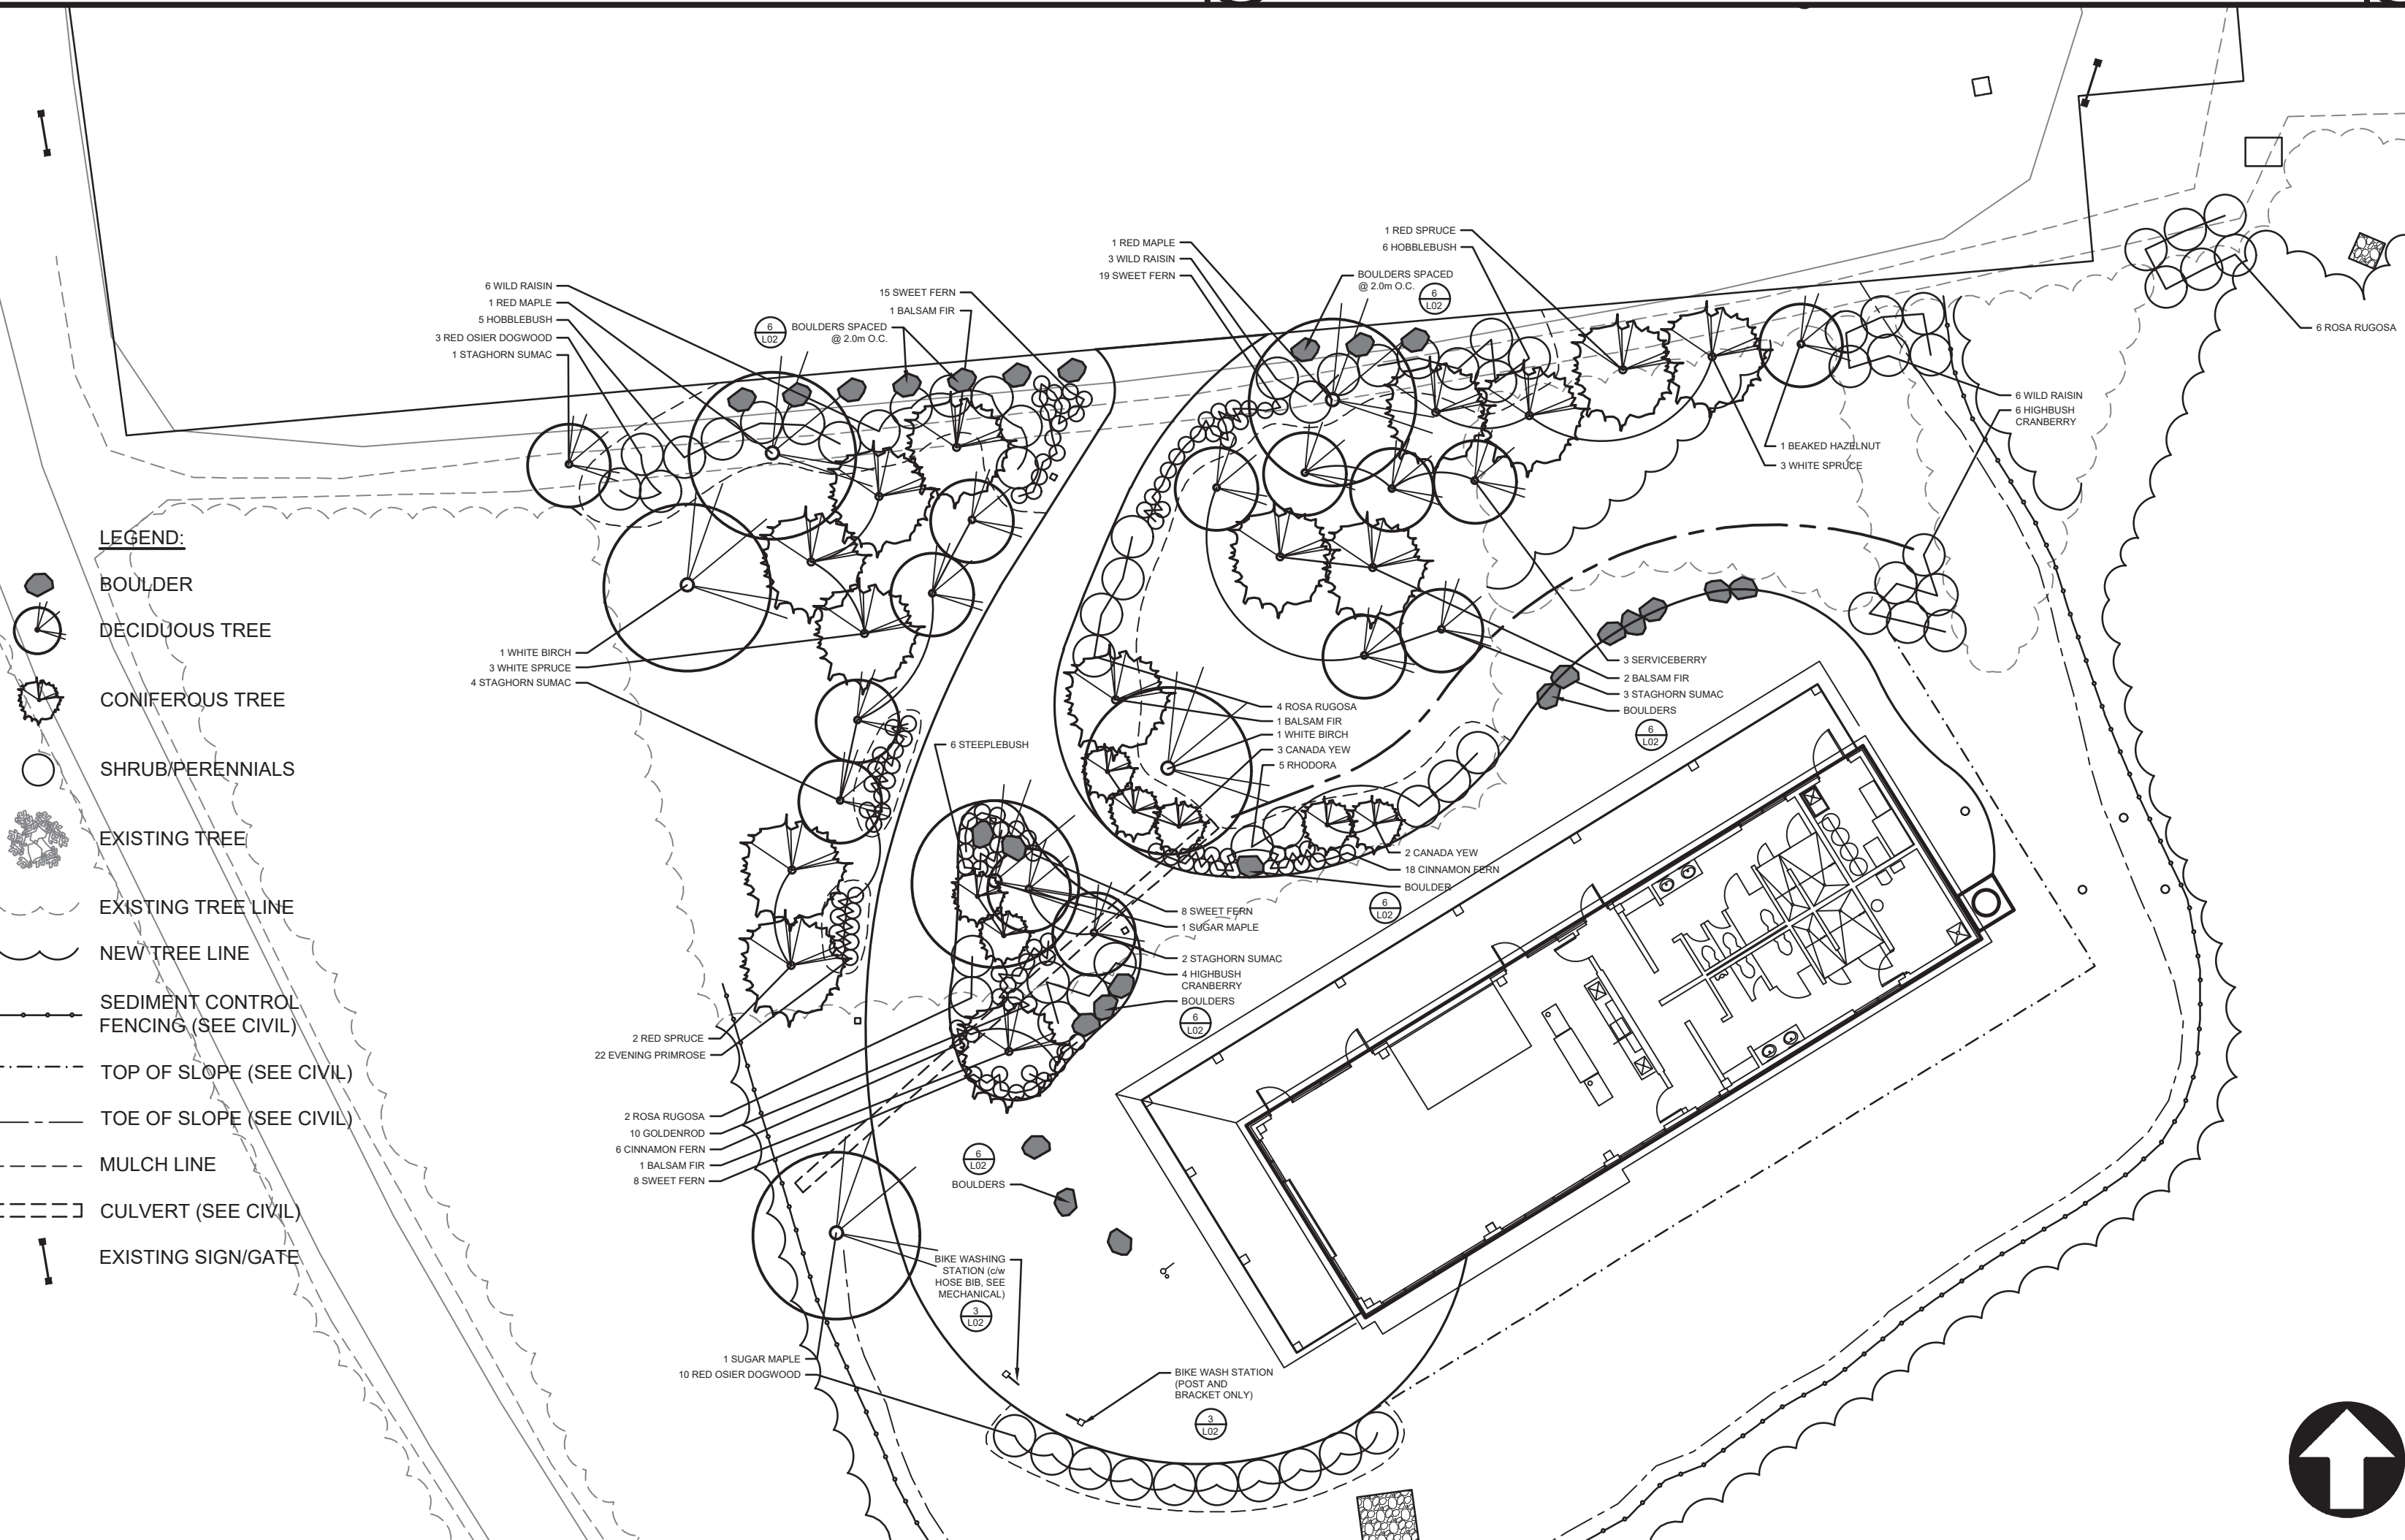 1 RED SPRUCE
6 HOBBLEBUSH
1 RED MAPLE
3 WILD RAISIN
19 SWEET FERN
BOULDERS SPACED
@ 2.0m O.C.
6
L02
6 WILD RAISIN
1 RED MAPLE
5 HOBBLEBUSH
3 RED OSIER DOGWOOD
1 STAGHORN SUMAC
15 SWEET FERN
1 BALSAM FIR
6
L02
BOULDERS SPACED
@ 2.0m O.C.
6 ROSA RUGOSA
6 WILD RAISIN
6 HIGHBUSH
CRANBERRY
1 BEAKED HAZELNUT
3 WHITE SPRUCE
LEGEND:
BOULDER
DECIDUOUS TREE
CONIFEROUS TREE
SHRUB/PERENNIALS
EXISTING TREE
EXISTING TREE LINE
NEW TREE LINE
SEDIMENT CONTROL
FENCING (SEE CIVIL)
TOP OF SLOPE (SEE CIVIL)
TOE OF SLOPE (SEE CIVIL)
MULCH LINE
CULVERT (SEE CIVIL)
EXISTING SIGN/GATE
1 WHITE BIRCH
3 WHITE SPRUCE
4 STAGHORN SUMAC
3 SERVICEBERRY
2 BALSAM FIR
3 STAGHORN SUMAC
BOULDERS
6
L02
4 ROSA RUGOSA
1 BALSAM FIR
1 WHITE BIRCH
3 CANADA YEW
5 RHODORA
6 STEEPLEBUSH
2 CANADA YEW
18 CINNAMON FERN
BOULDER
6
L02
8 SWEET FERN
1 SUGAR MAPLE
2 STAGHORN SUMAC
4 HIGHBUSH
CRANBERRY
BOULDERS
6
L02
2 RED SPRUCE
22 EVENING PRIMROSE
2 ROSA RUGOSA
10 GOLDENROD
6 CINNAMON FERN
1 BALSAM FIR
8 SWEET FERN
6
L02
BOULDERS
BIKE WASHING
STATION (c/w
HOSE BIB, SEE
MECHANICAL)
3
L02
1 SUGAR MAPLE
10 RED OSIER DOGWOOD
BIKE WASH STATION
(POST AND
BRACKET ONLY)
3
L02